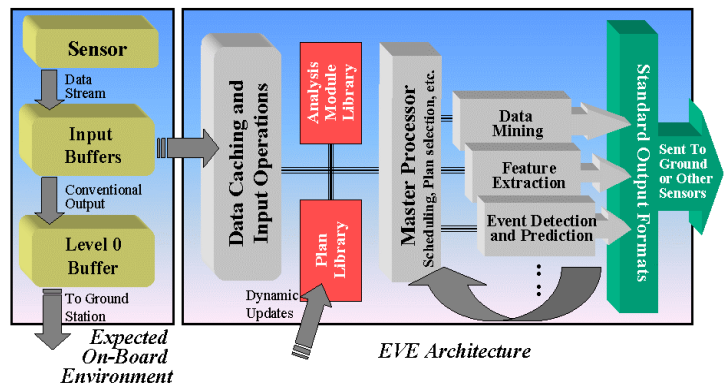 Sensor
Data
Stream
Input
Buffers
Conventional
Output
Level 0
Buffer
To Ground
Station
Expected
On-Board
Environment
Data Caching and
Input Operations
Analysis
Module
Library
Plan
Library
Dynamic
Updates
Master Processor
Scheduling, Plan selection, etc.
Data
Mining
Feature
Extraction
Event Detection
and Prediction
Standard Output Formats
Sent To
Ground
or Other
Sensors
EVE Architecture